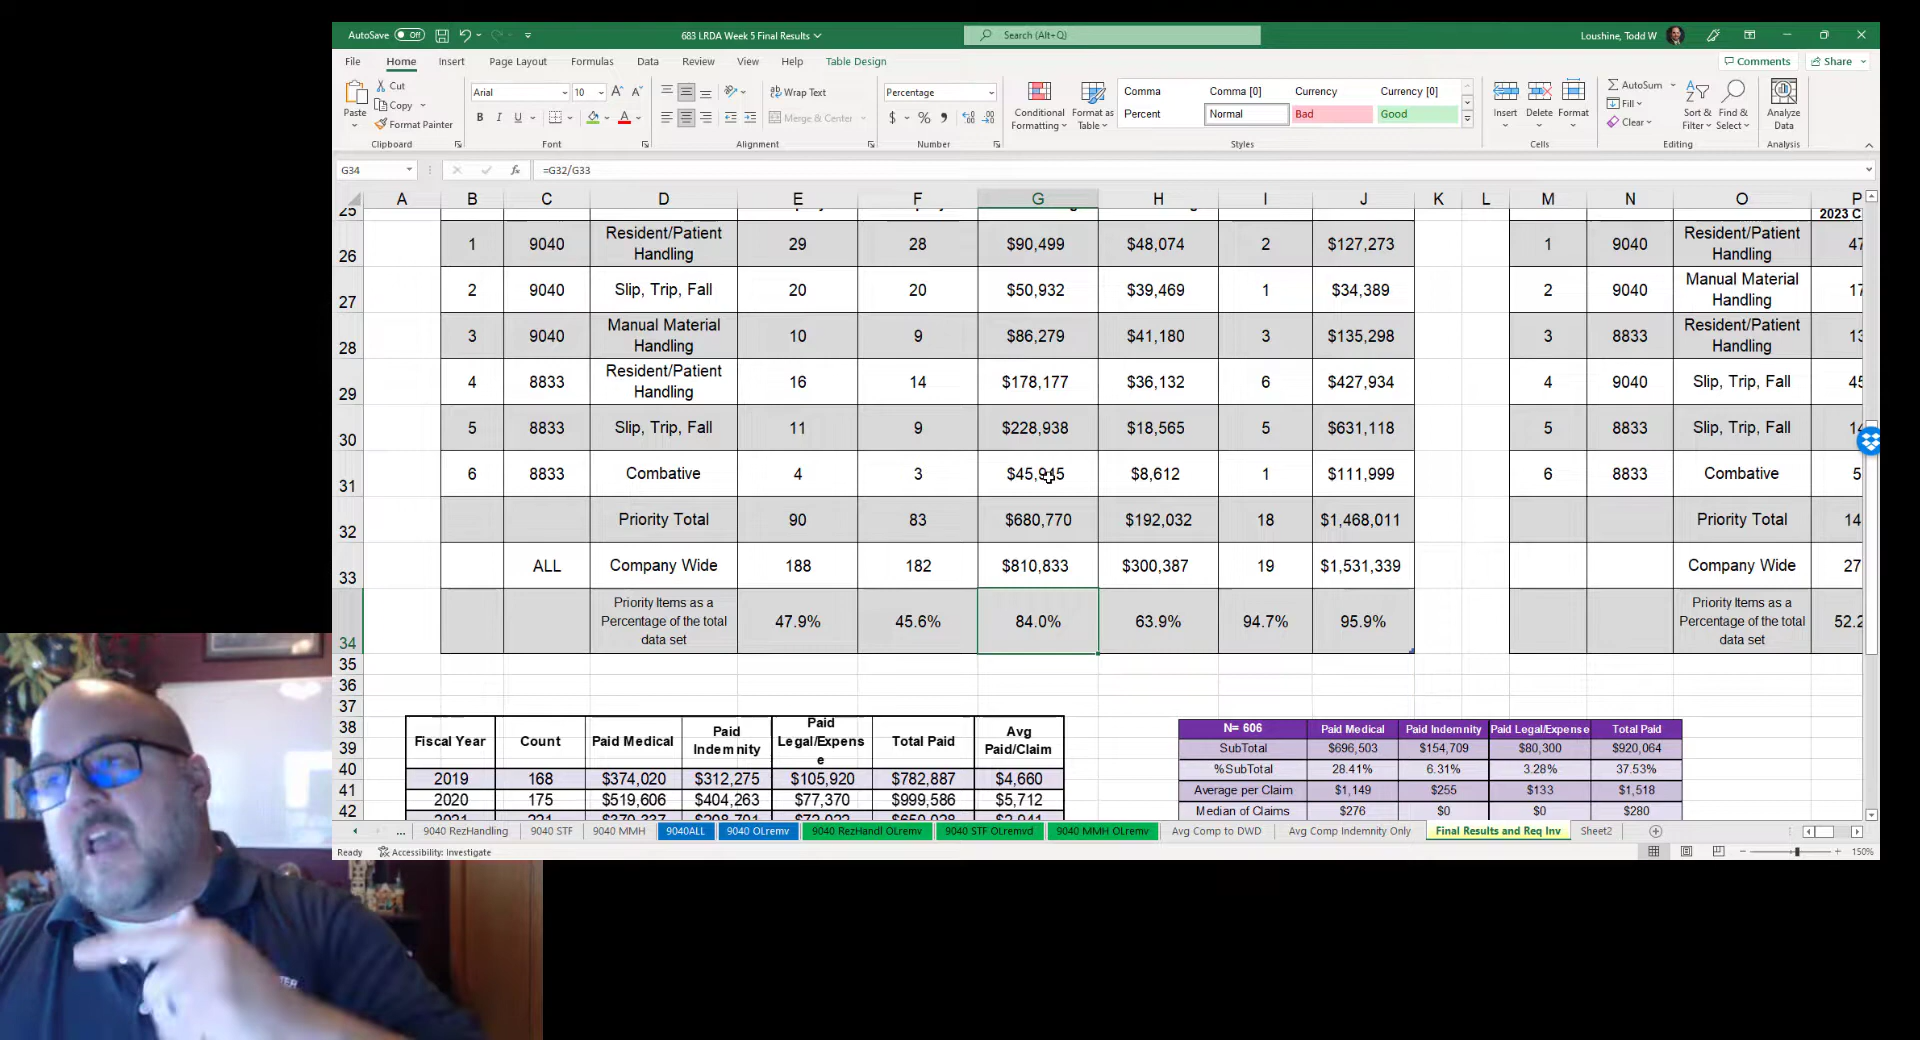 AutoSave Off 683 LRDA Week 5 Final Results Search (Alt+Q) Loushine, Todd W
File Home Insert Page Layout Formulas Data Review View Help Table Design Comments Share
Cut Arial 10 Wrap Text Percentage Comma Comma [0] Currency Currency [0] AutoSum
Copy Fill
Paste Format Painter B I U Merge & Center $ % Conditional Formatting Format as Table Percent Normal Bad Good Insert Delete Format Clear Sort & Filter Find & Select Analyze Data
Clipboard Font Alignment Number Styles Cells Editing Analysis
G34 fx =G32/G33
A B C D E F G H I J K L M N O P
25 2023 C
26 1 9040 Resident/Patient Handling 29 28 $90,499 $48,074 2 $127,273 1 9040 Resident/Patient Handling 47
27 2 9040 Slip, Trip, Fall 20 20 $50,932 $39,469 1 $34,389 2 9040 Manual Material Handling 17
28 3 9040 Manual Material Handling 10 9 $86,279 $41,180 3 $135,298 3 8833 Resident/Patient Handling 13
29 4 8833 Resident/Patient Handling 16 14 $178,177 $36,132 6 $427,934 4 9040 Slip, Trip, Fall 45
30 5 8833 Slip, Trip, Fall 11 9 $228,938 $18,565 5 $631,118 5 8833 Slip, Trip, Fall 14
31 6 8833 Combative 4 3 $45,945 $8,612 1 $111,999 6 8833 Combative 5
32 Priority Total 90 83 $680,770 $192,032 18 $1,468,011 Priority Total 14
33 ALL Company Wide 188 182 $810,833 $300,387 19 $1,531,339 Company Wide 27
34 Priority Items as a Percentage of the total data set 47.9% 45.6% 84.0% 63.9% 94.7% 95.9% Priority Items as a Percentage of the total data set 52.2
35
36
37
38 Fiscal Year Count Paid Medical Paid Indemnity Paid Legal/Expens e Total Paid Avg Paid/Claim N= 606 Paid Medical Paid Indemnity Paid Legal/Expense Total Paid
39 SubTotal $696,503 $154,709 $80,300 $920,064
40 2019 168 $374,020 $312,275 $105,920 $782,887 $4,660 %SubTotal 28.41% 6.31% 3.28% 37.53%
41 2020 175 $519,606 $404,263 $77,370 $999,586 $5,712 Average per Claim $1,149 $255 $133 $1,518
42 Median of Claims $276 $0 $0 $280
... 9040 RezHandling 9040 STF 9040 MMH 9040ALL 9040 OLremv 9040 RezHandl OLremv 9040 STF OLremvd 9040 MMH OLremv Avg Comp to DWD Avg Comp Indemnity Only Final Results and Req Inv Sheet2
Ready Accessibility: Investigate 150%